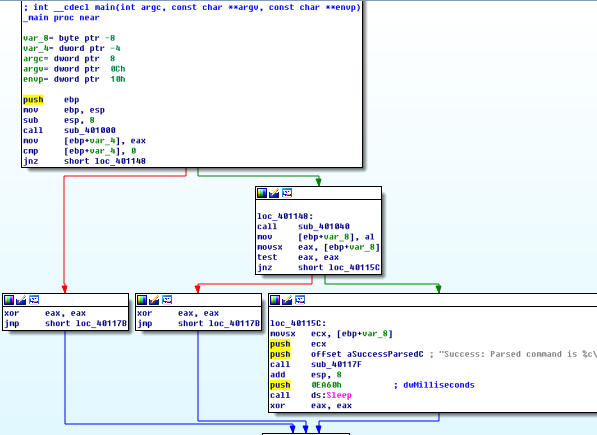 ; int __cdecl main(int argc, const char **argv, const char **envp)
_main proc near
var_8= byte ptr -8
var_4= dword ptr -4
argc= dword ptr  8
argv= dword ptr  0Ch
envp= dword ptr  10h
push    ebp
mov     ebp, esp
sub     esp, 8
call    sub_401000
mov     [ebp+var_4], eax
cmp     [ebp+var_4], 0
jnz     short loc_401148
loc_401148:
call    sub_401040
mov     [ebp+var_8], al
movsx   eax, [ebp+var_8]
test    eax, eax
jnz     short loc_40115C
xor     eax, eax
jmp     short loc_40117B
xor     eax, eax
jmp     short loc_40117B
loc_40115C:
movsx   ecx, [ebp+var_8]
push    ecx
push    offset aSuccessParsedC ; "Success: Parsed command is %c\
call    sub_40117F
add     esp, 8
push    0EA60h          ; dwMilliseconds
call    ds:Sleep
xor     eax, eax